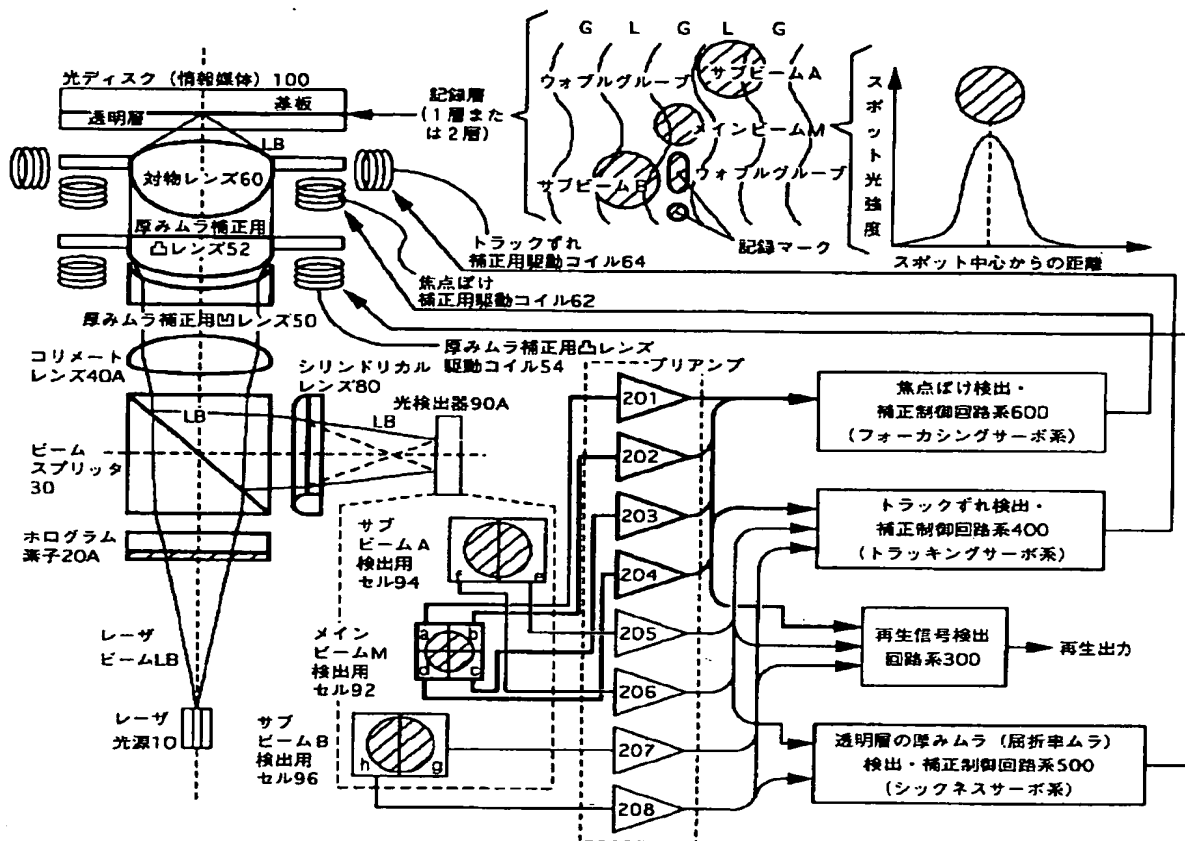 G L G L G
光ディスク(情報媒体)100
基板
透明層
記録層
(1層また
は2層)
ウォブルグルーブ
サブビームA
メインビームM
サブビームB
ウォブルグルーブ
記録マーク
スポット光強度
スポット中心からの距離
LB
対物レンズ60
厚みムラ補正用
凸レンズ52
トラックずれ
補正用駆動コイル64
焦点ぼけ
補正用駆動コイル62
厚みムラ補正用凹レンズ50
厚みムラ補正用凸レンズ
駆動コイル54
コリメート
レンズ40A
シリンドリカル
レンズ80
光検出器90A
LB
LB
ビーム
スプリッタ
30
ホログラム
素子20A
レーザ
ビームLB
レーザ
光源10
サブ
ビームA
検出用
セル94
f e
メイン
ビームM
検出用
セル92
a b
d c
サブ
ビームB
検出用
セル96
h g
プリアンプ
201
202
203
204
205
206
207
208
焦点ぼけ検出・
補正制御回路系600
(フォーカシングサーボ系)
トラックずれ検出・
補正制御回路系400
(トラッキングサーボ系)
再生信号検出
回路系300
再生出力
透明層の厚みムラ(屈折率ムラ)
検出・補正制御回路系500
(シックネスサーボ系)